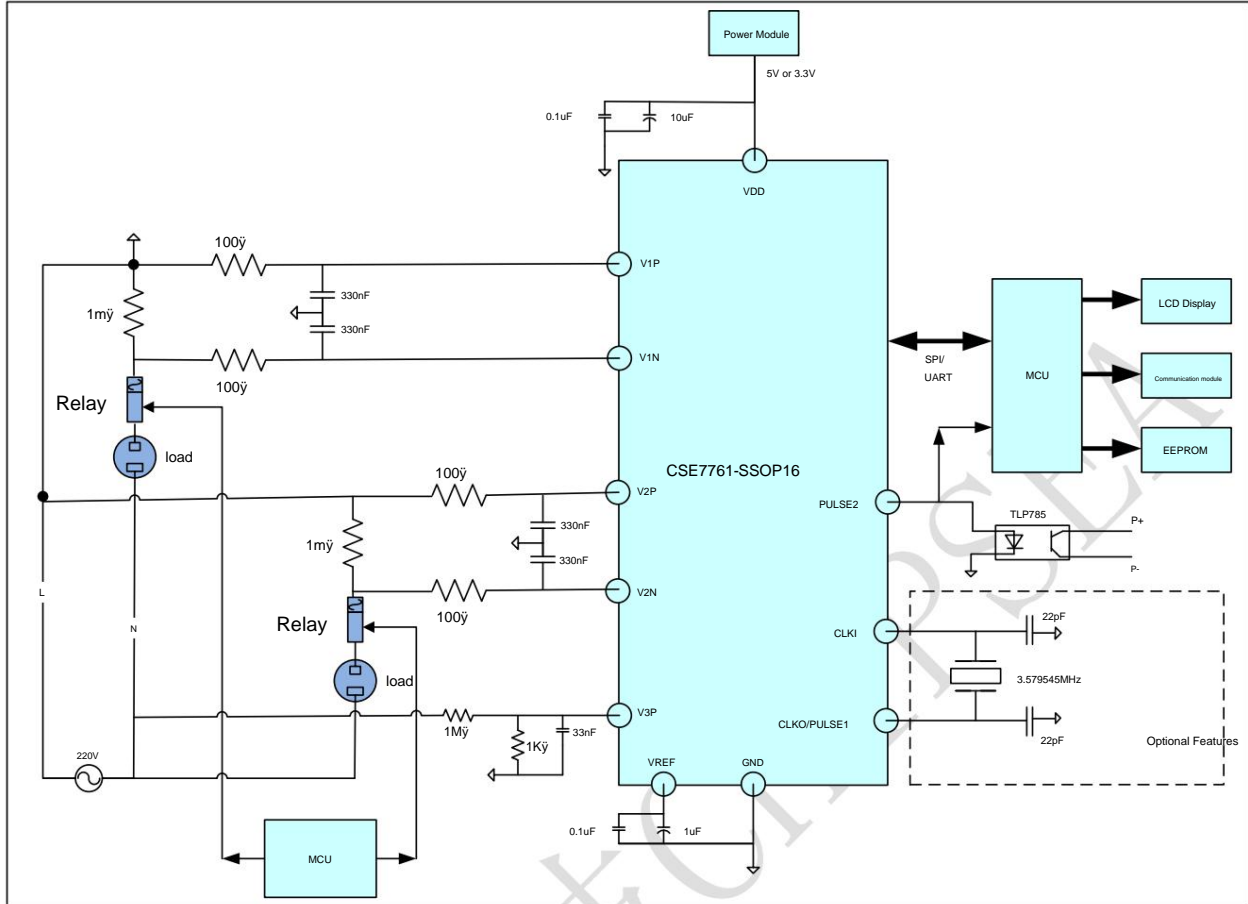 Power Module
5V or 3.3V
0.1uF
10uF
VDD
100ÿ
V1P
330nF
1mÿ
330nF
V1N
100ÿ
Relay
load
SPI/
UART
MCU
LCD Display
Communication module
EEPROM
CSE7761-SSOP16
100ÿ
V2P
330nF
1mÿ
330nF
V2N
100ÿ
Relay
load
PULSE2
TLP785
P+
P-
L
N
CLKI
22pF
3.579545MHz
CLKO/PULSE1
22pF
Optional Features
V3P
1Mÿ
1Kÿ
33nF
220V
VREF
GND
0.1uF
1uF
MCU
CHIPSEA